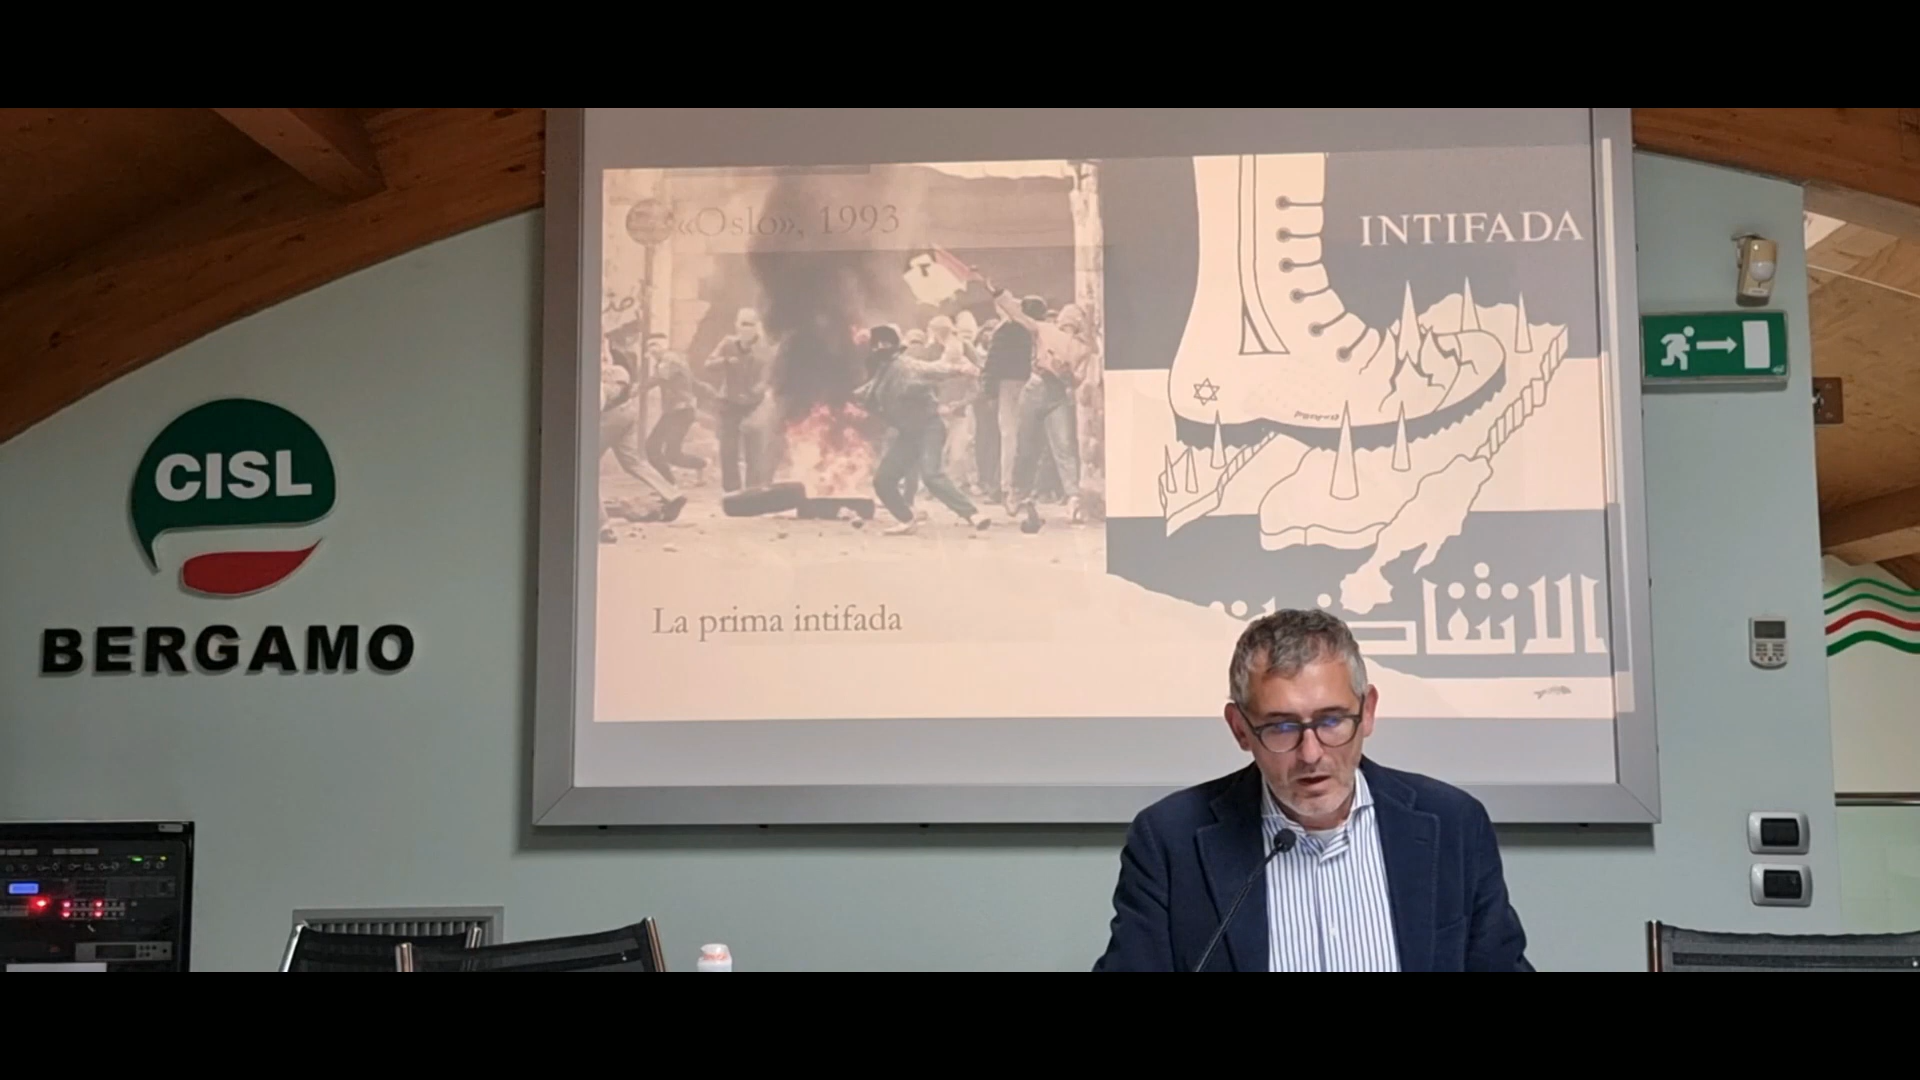 CISL
BERGAMO
«Oslo», 1993
La prima intifada
INTIFADA